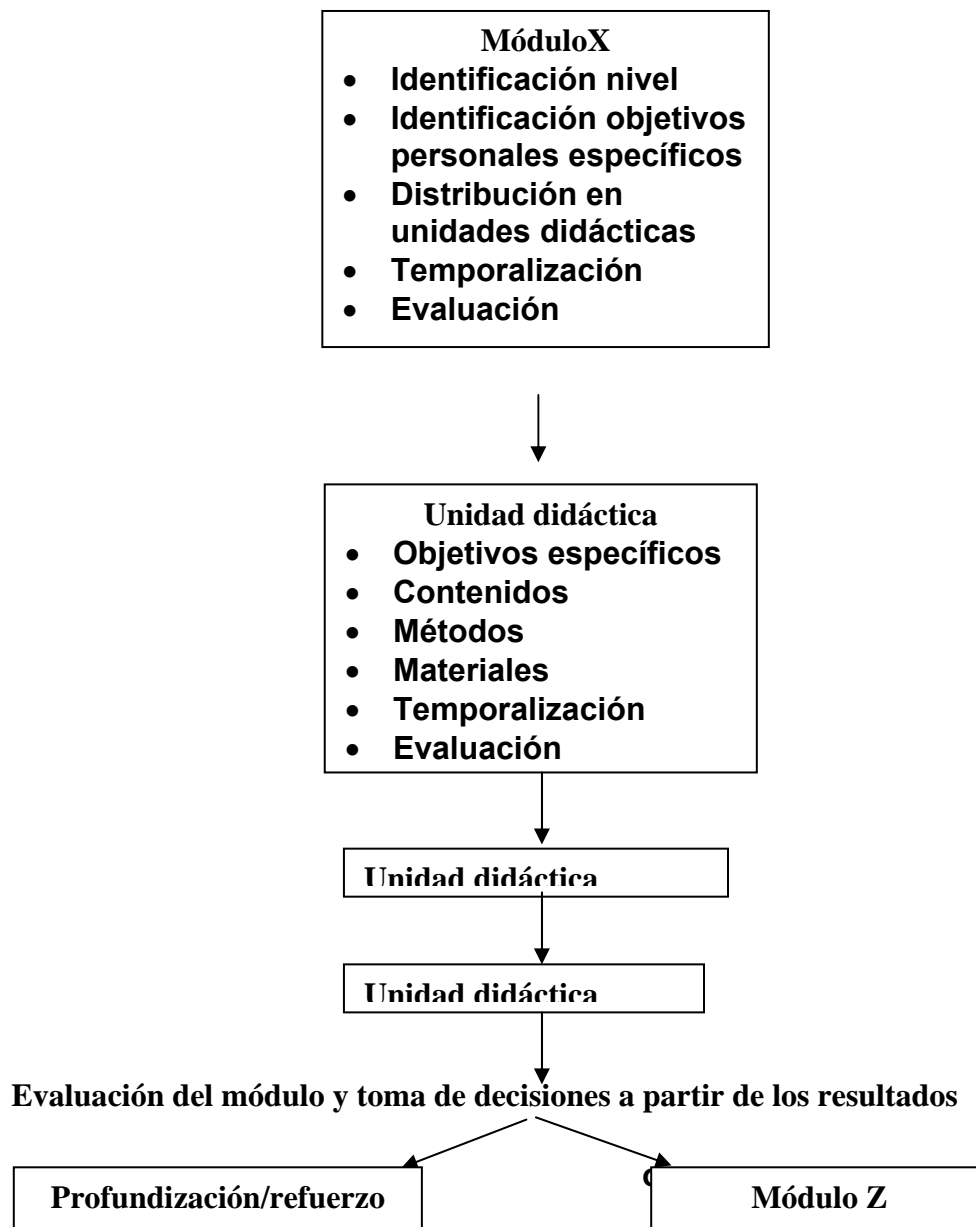 MóduloX
• Identificación nivel
• Identificación objetivos
personales específicos
• Distribución en
unidades didácticas
• Temporalización
• Evaluación
Unidad didáctica
• Objetivos específicos
• Contenidos
• Métodos
• Materiales
• Temporalización
• Evaluación
Unidad didáctica
Unidad didáctica
Evaluación del módulo y toma de decisiones a partir de los resultados
Profundización/refuerzo
Módulo Z